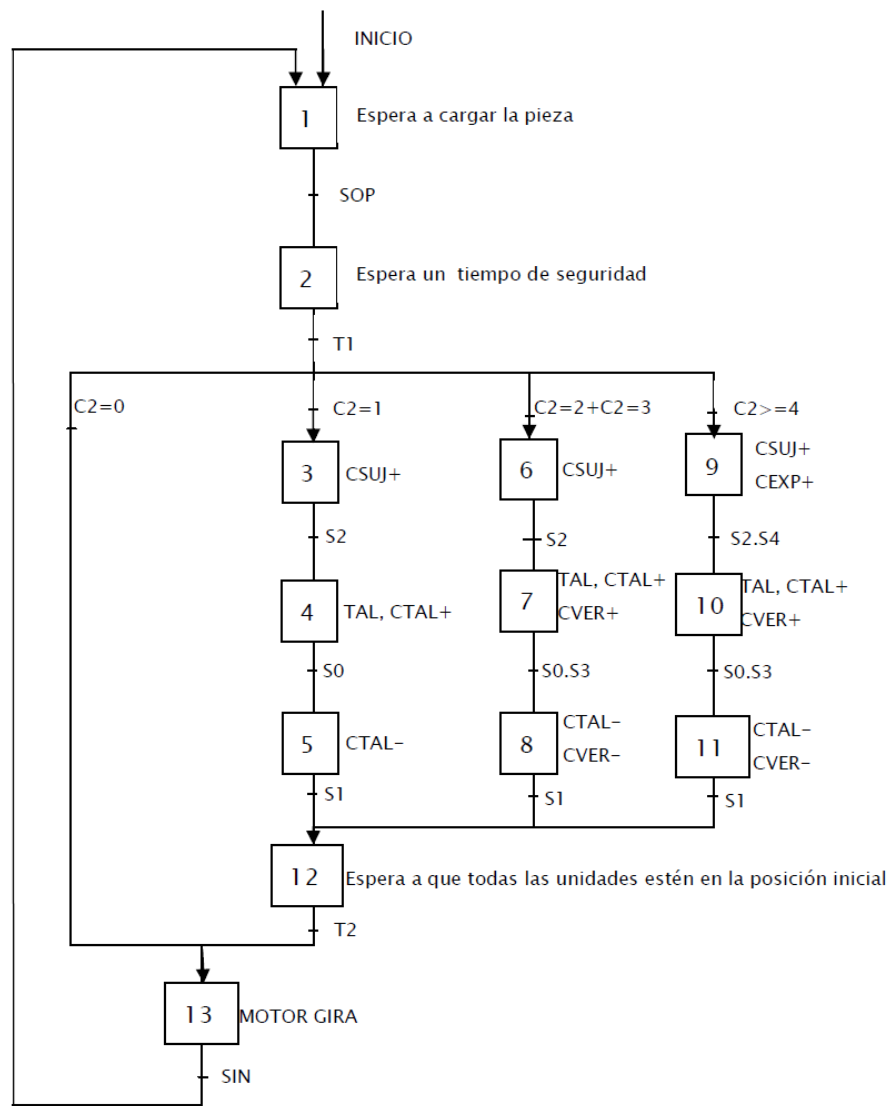 INICIO
1
Espera a cargar la pieza
SOP
2
Espera un tiempo de seguridad
T1
C2=0
C2=1
C2=2+C2=3
C2>=4
3
CSUJ+
6
CSUJ+
9
CSUJ+
CEXP+
S2
S2
S2.S4
4
TAL, CTAL+
7
TAL, CTAL+
CVER+
10
TAL, CTAL+
CVER+
S0
S0.S3
S0.S3
5
CTAL-
8
CTAL-
CVER-
11
CTAL-
CVER-
S1
S1
S1
12
Espera a que todas las unidades estén en la posición inicial
T2
13
MOTOR GIRA
SIN